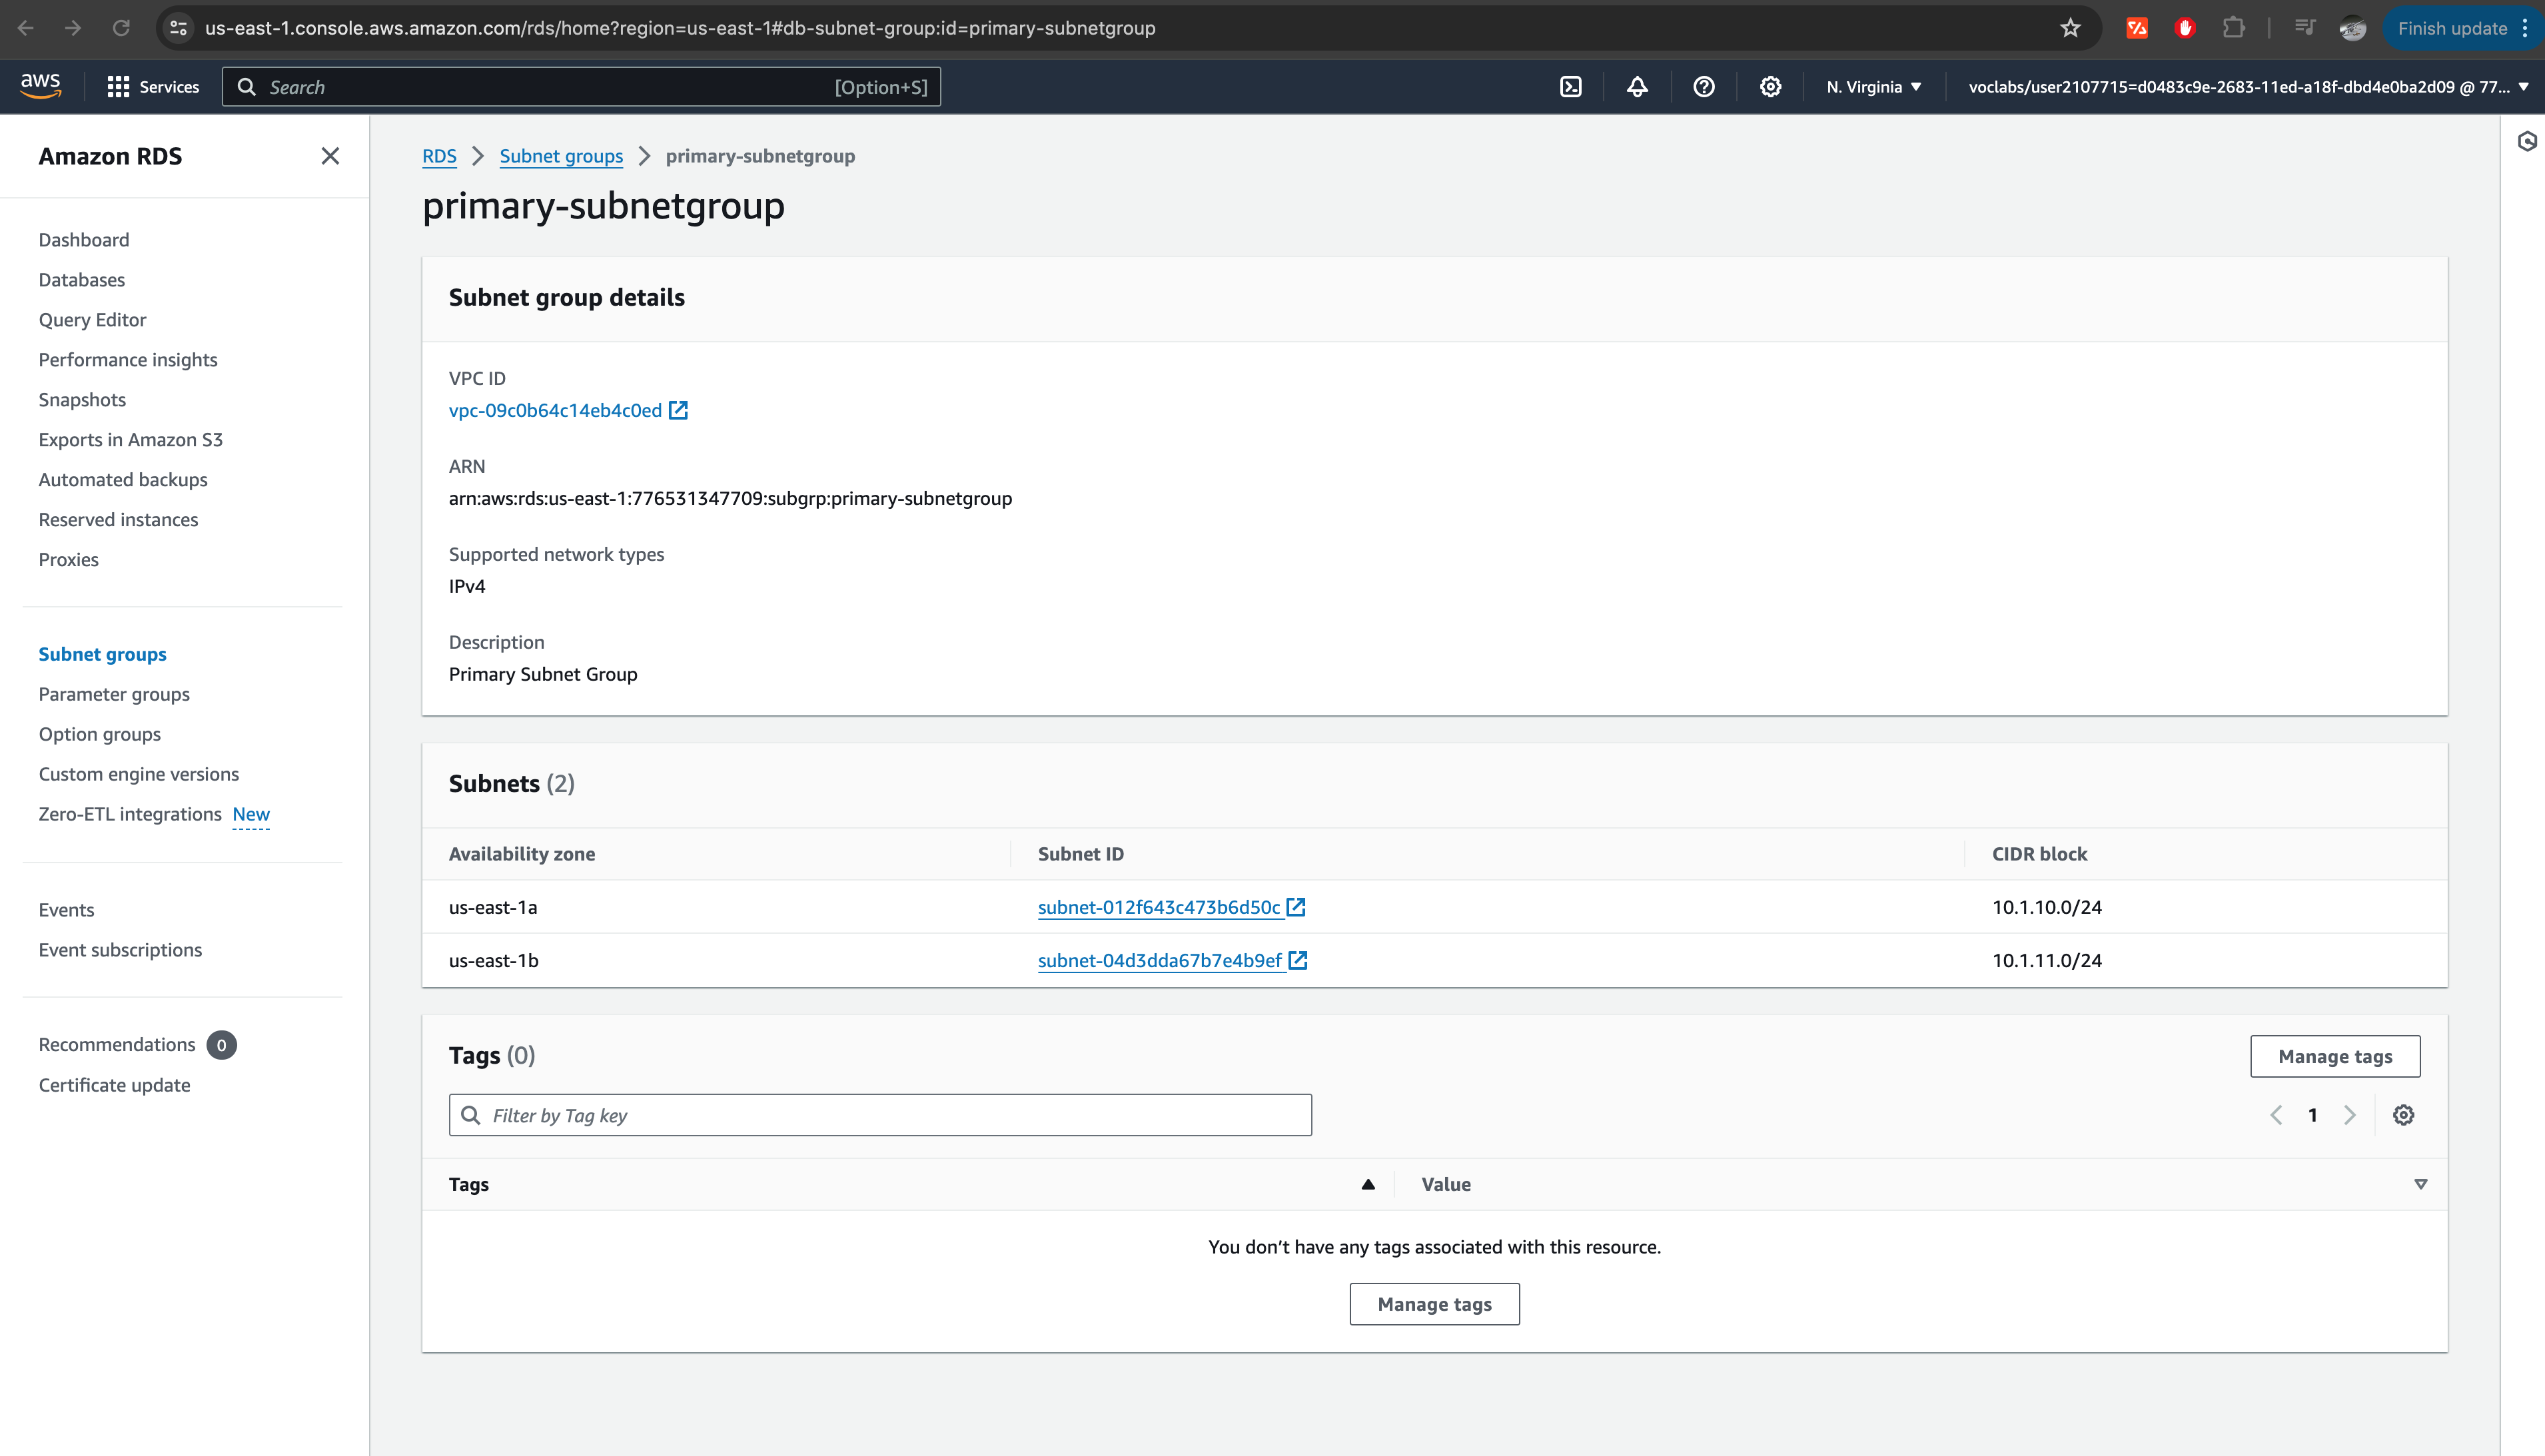 us-east-1.console.aws.amazon.com/rds/home?region=us-east-1#db-subnet-group:id=primary-subnetgroup
Finish update
aws
Services
Search
[Option+S]
N. Virginia
voclabs/user2107715=d0483c9e-2683-11ed-a18f-dbd4e0ba2d09 @ 77...
Amazon RDS
Dashboard
Databases
Query Editor
Performance insights
Snapshots
Exports in Amazon S3
Automated backups
Reserved instances
Proxies
Subnet groups
Parameter groups
Option groups
Custom engine versions
Zero-ETL integrations New
Events
Event subscriptions
Recommendations 0
Certificate update
RDS > Subnet groups > primary-subnetgroup
primary-subnetgroup
Subnet group details
VPC ID
vpc-09c0b64c14eb4c0ed
ARN
arn:aws:rds:us-east-1:776531347709:subgrp:primary-subnetgroup
Supported network types
IPv4
Description
Primary Subnet Group
Subnets (2)
Availability zone Subnet ID CIDR block
us-east-1a subnet-012f643c473b6d50c 10.1.10.0/24
us-east-1b subnet-04d3dda67b7e4b9ef 10.1.11.0/24
Tags (0)
Manage tags
Filter by Tag key
1
Tags Value
You don’t have any tags associated with this resource.
Manage tags